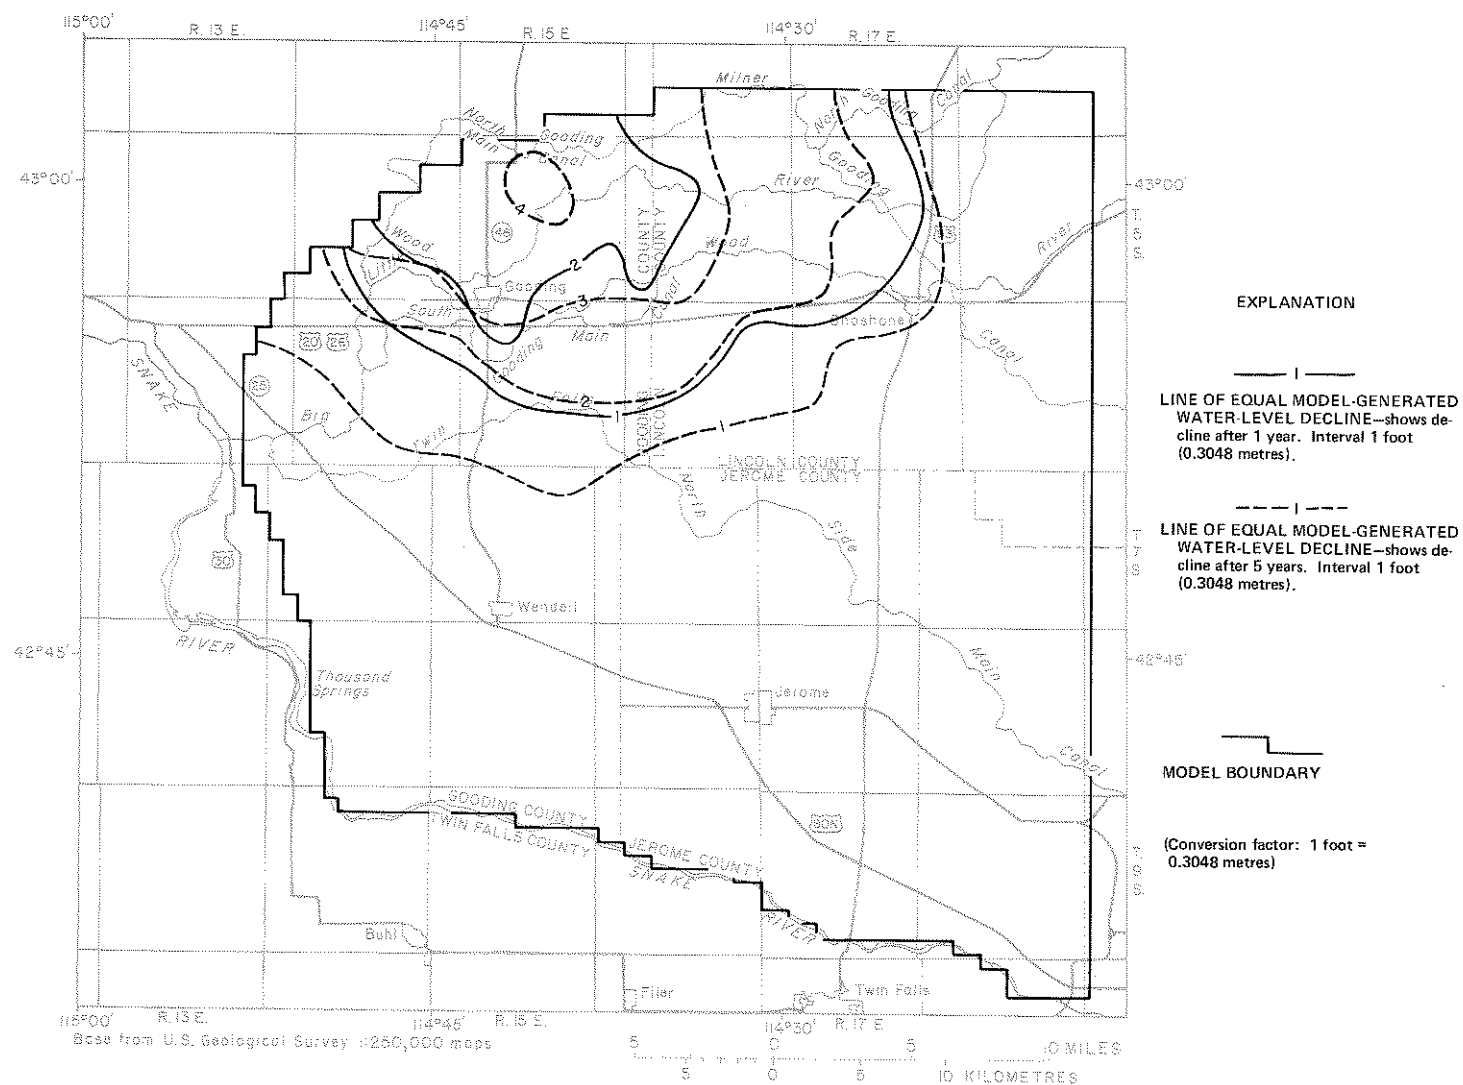 115°00'
R. 13 E.
114°45'
R. 15 E.
114°30'
R. 17 E.
Milner
North
Gooding
Canal
North
Main
Gooding
Canal
North
Gooding
43°00'
River
43°00'
T.
5
S.
4
46
COUNTY
COUNTY
Wood
Little
Wood
River
2
Gooding
3
South
Canal
Main
Shoshone
20 26
Gooding
Canal
SNAKE
25
2
1
Big
Falls
Twin
GOODING
LINCOLN
1
LINCOLN COUNTY
JEROME COUNTY
North
Side
T.
7
S.
30
Wendell
RIVER
42°45'
42°45'
Main
Thousand
Springs
Jerome
Canal
GOODING COUNTY
TWIN FALLS COUNTY
JEROME COUNTY
SNAKE
T.
9
S.
RIVER
Buhl
Filer
Twin Falls
115°00'
R. 13 E.
114°45'
R. 15 E.
114°30'
R. 17 E.
Base from U.S. Geological Survey 1:250,000 maps
5 0 5 10 MILES
5 0 5 10 KILOMETRES
EXPLANATION
1
LINE OF EQUAL MODEL-GENERATED
WATER-LEVEL DECLINE—shows de-
cline after 1 year. Interval 1 foot
(0.3048 metres).
1
LINE OF EQUAL MODEL-GENERATED
WATER-LEVEL DECLINE—shows de-
cline after 5 years. Interval 1 foot
(0.3048 metres).
MODEL BOUNDARY
(Conversion factor: 1 foot =
0.3048 metres)